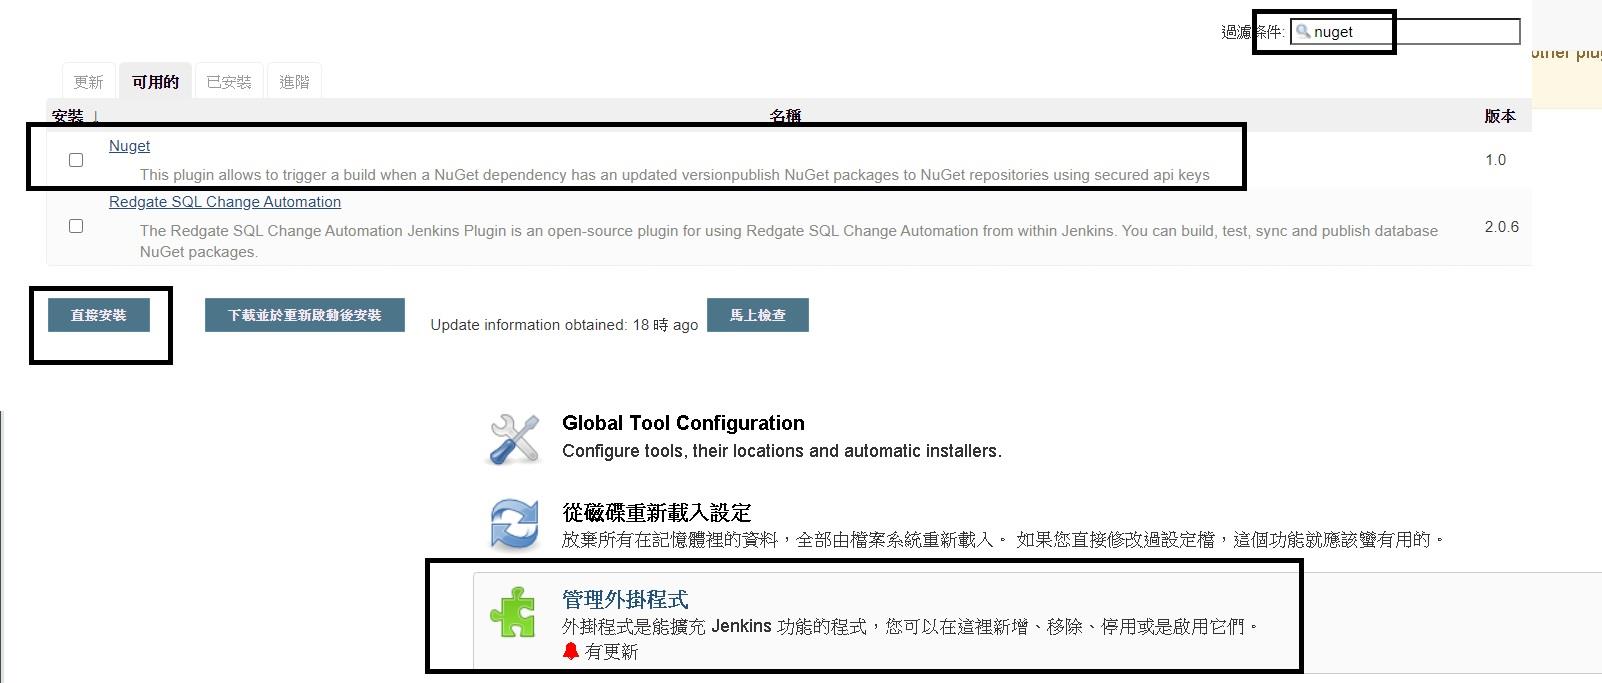 過濾條件: nuget
other plug
更新 可用的 已安裝 進階
安裝 ↓ 名稱 版本
Nuget
This plugin allows to trigger a build when a NuGet dependency has an updated versionpublish NuGet packages to NuGet repositories using secured api keys
1.0
Redgate SQL Change Automation
The Redgate SQL Change Automation Jenkins Plugin is an open-source plugin for using Redgate SQL Change Automation from within Jenkins. You can build, test, sync and publish database
NuGet packages.
2.0.6
直接安裝 下載並於重新啟動後安裝 Update information obtained: 18 時 ago 馬上檢查
Global Tool Configuration
Configure tools, their locations and automatic installers.
從磁碟重新載入設定
放棄所有在記憶體裡的資料，全部由檔案系統重新載入。 如果您直接修改過設定檔，這個功能就應該蠻有用的。
管理外掛程式
外掛程式是能擴充 Jenkins 功能的程式，您可以在這裡新增、移除、停用或是啟用它們。
有更新